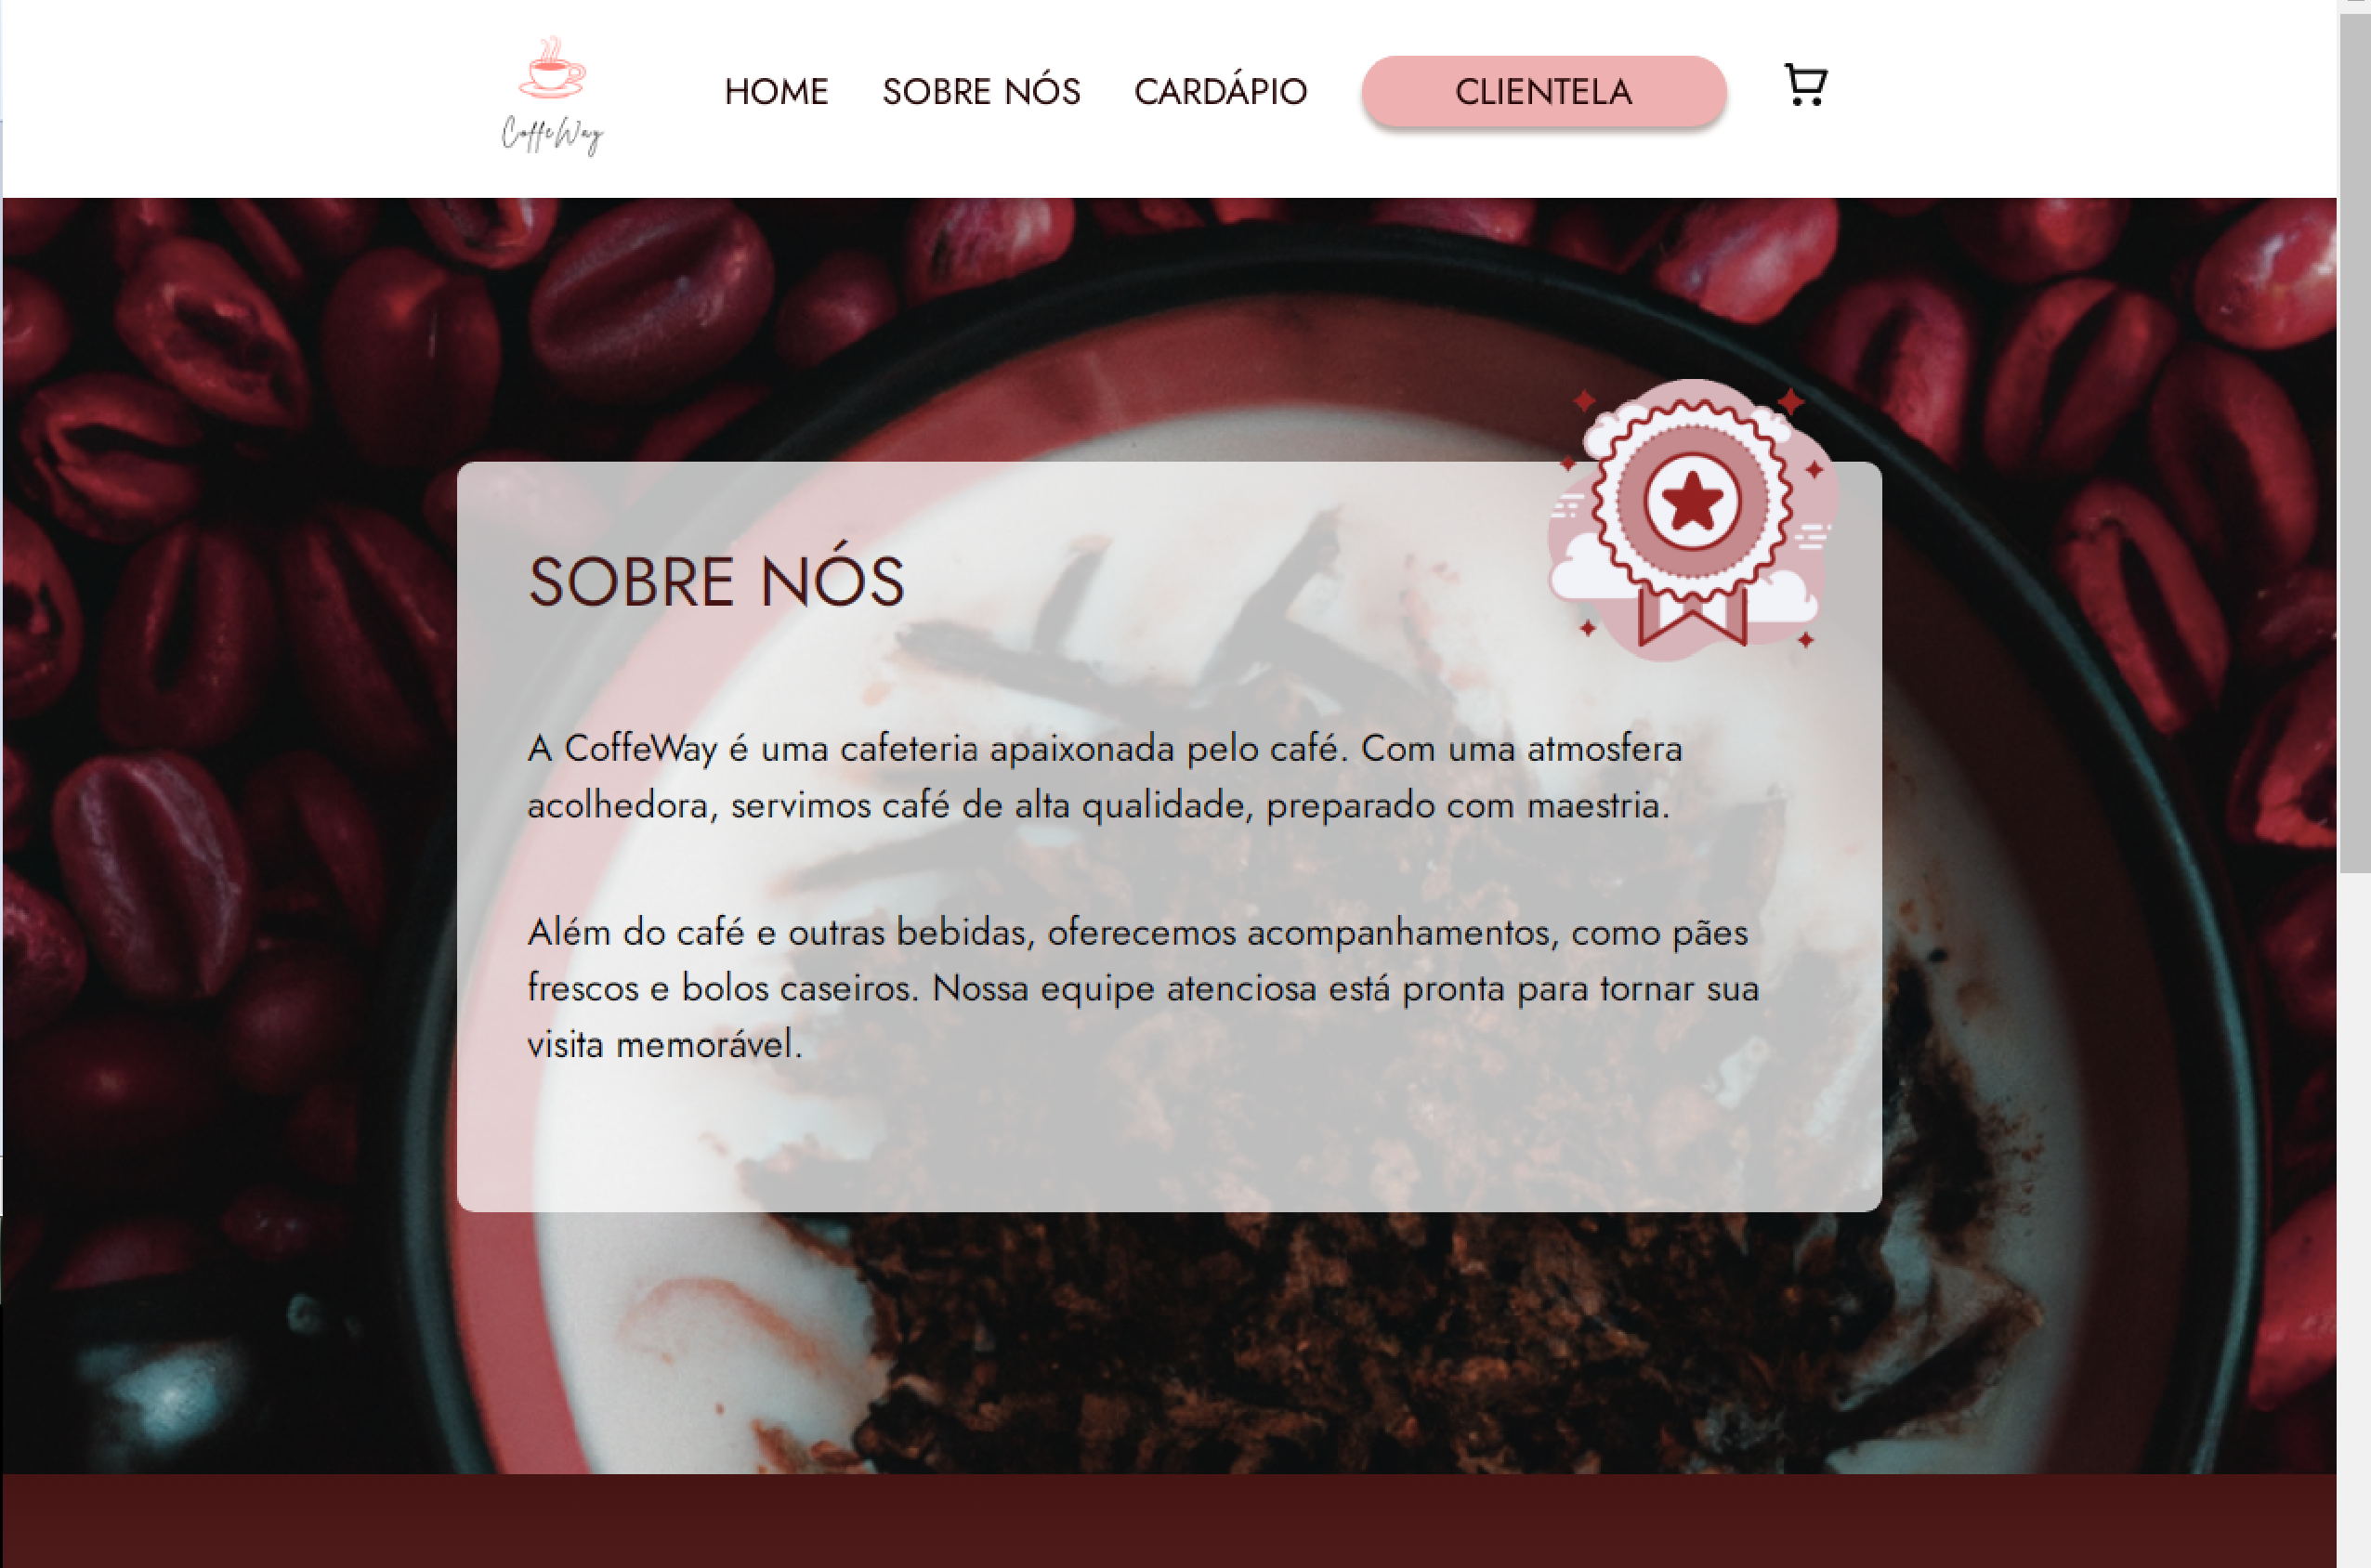 CoffeWay
HOME SOBRE NÓS CARDÁPIO CLIENTELA
SOBRE NÓS
A CoffeWay é uma cafeteria apaixonada pelo café. Com uma atmosfera
acolhedora, servimos café de alta qualidade, preparado com maestria.
Além do café e outras bebidas, oferecemos acompanhamentos, como pães
frescos e bolos caseiros. Nossa equipe atenciosa está pronta para tornar sua
visita memorável.